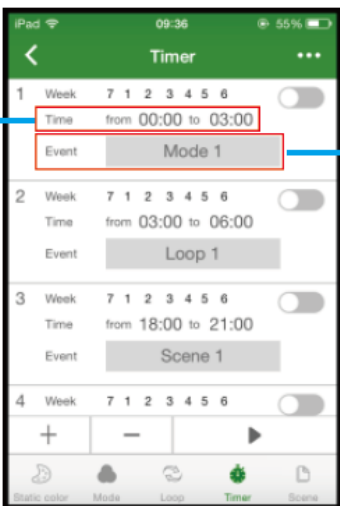 iPad 09:36 55%
Timer
1 Week 7 1 2 3 4 5 6
Time from 00:00 to 03:00
Event Mode 1
2 Week 7 1 2 3 4 5 6
Time from 03:00 to 06:00
Event Loop 1
3 Week 7 1 2 3 4 5 6
Time from 18:00 to 21:00
Event Scene 1
4 Week 7 1 2 3 4 5 6
Static color Mode Loop Timer Scene